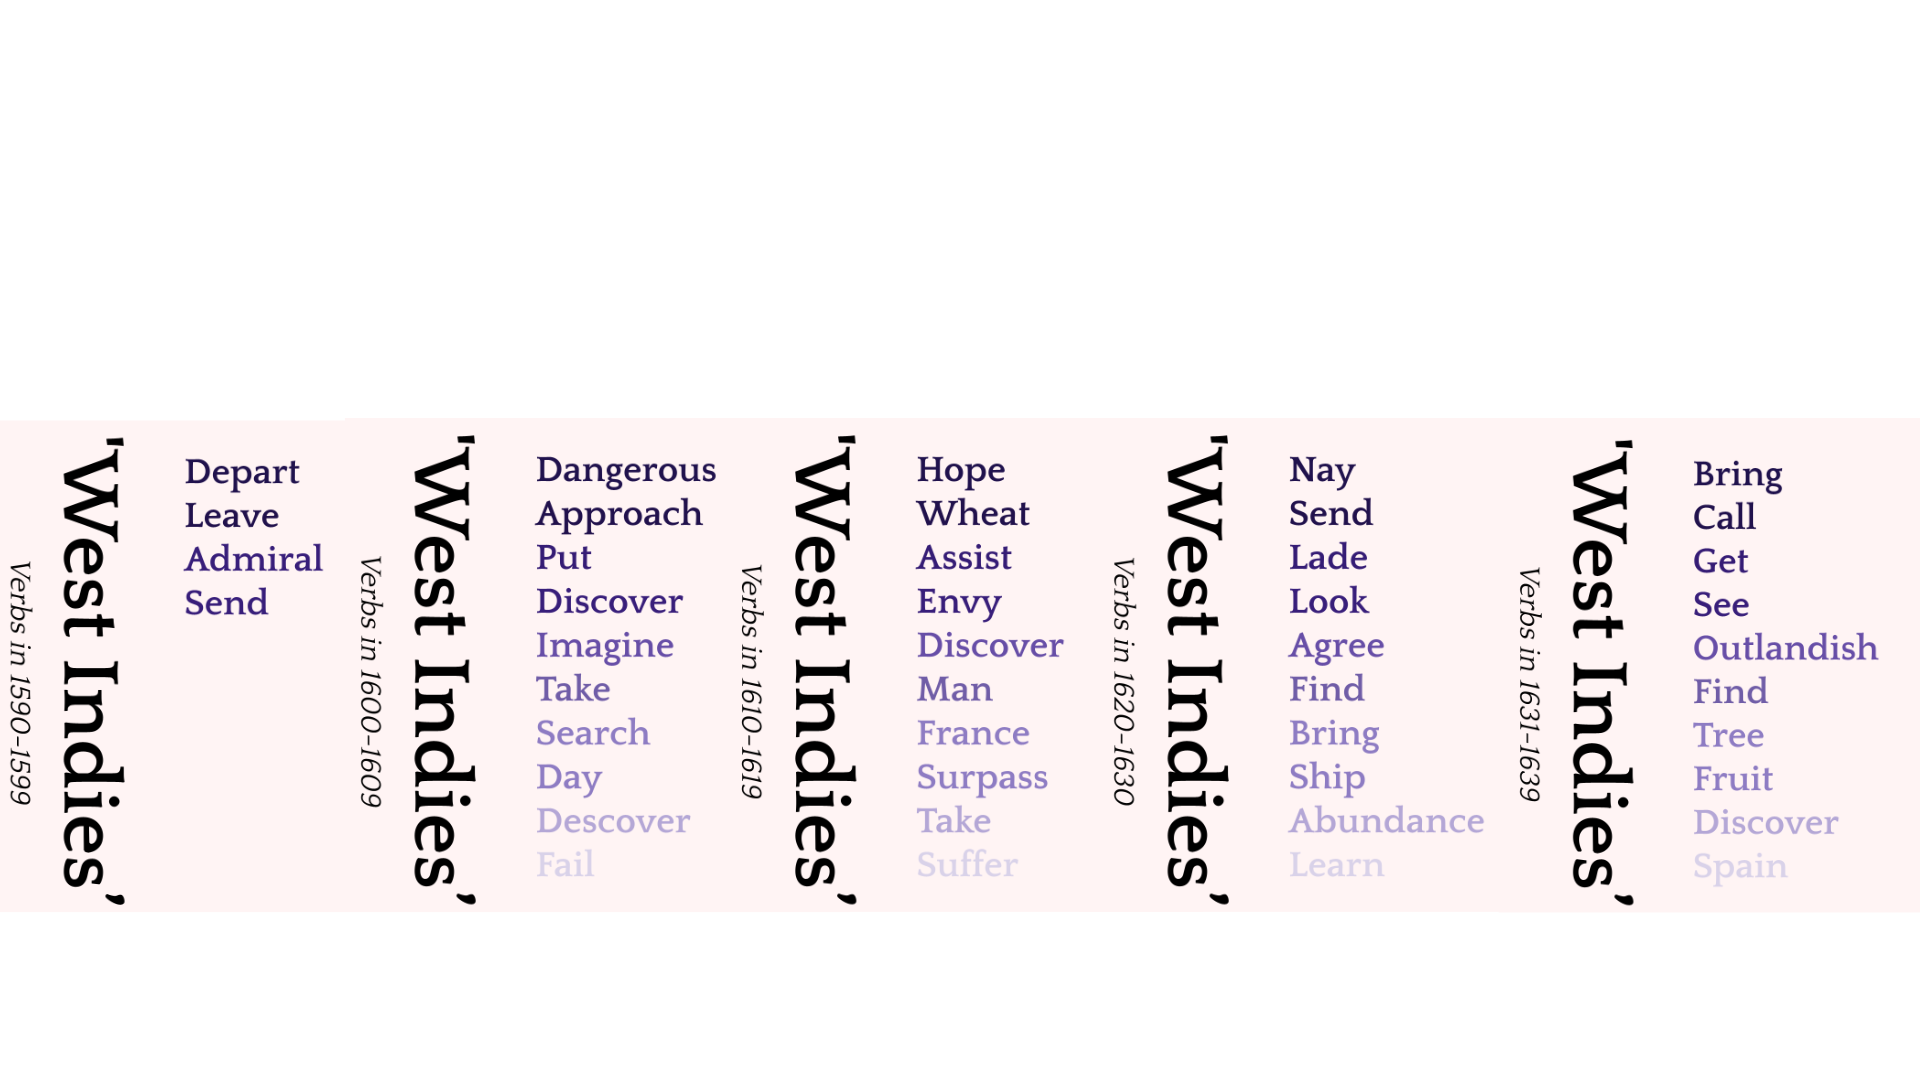 Verbs in 1590-1599
'West Indies'
Depart
Leave
Admiral
Send
Verbs in 1600-1609
'West Indies'
Dangerous
Approach
Put
Discover
Imagine
Take
Search
Day
Descover
Fail
Verbs in 1610-1619
'West Indies'
Hope
Wheat
Assist
Envy
Discover
Man
France
Surpass
Take
Suffer
Verbs in 1620-1630
'West Indies'
Nay
Send
Lade
Look
Agree
Find
Bring
Ship
Abundance
Learn
Verbs in 1631-1639
'West Indies'
Bring
Call
Get
See
Outlandish
Find
Tree
Fruit
Discover
Spain